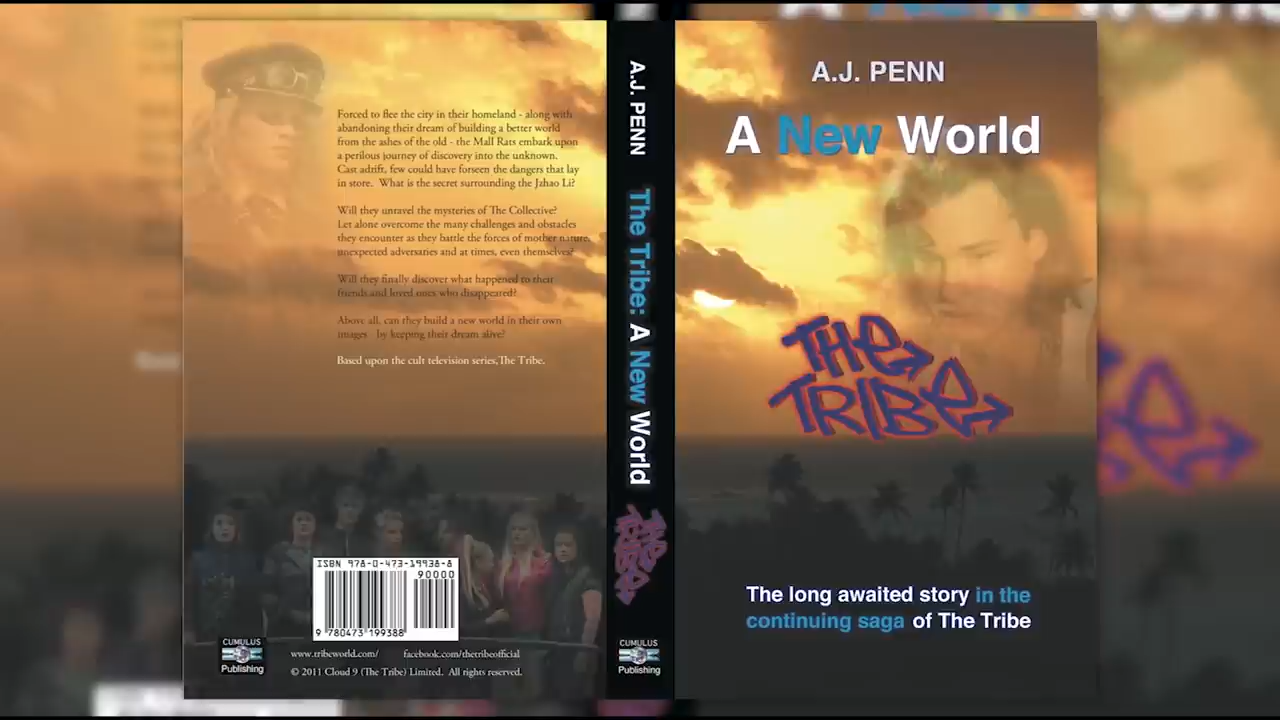 Forced to flee the city in their homeland - along with
abandoning their dream of building a better world
from the ashes of the old - the Mall Rats embark upon
a perilous journey of discovery into the unknown.
Cast adrift, few could have forseen the dangers that lay
in store. What is the secret surrounding the Jzhao Li?
Will they unravel the mysteries of The Collective?
Let alone overcome the many challenges and obstacles
they encounter as they battle the forces of mother nature,
unexpected adversaries and at times, even themselves?
Will they finally discover what happened to their
friends and loved ones who disappeared?
Above all, can they build a new world in their own
images - by keeping their dream alive?
Based upon the cult television series, The Tribe.
ISBN 978-0-473-19938-8
90000
9 780473 199388
CUMULUS
Publishing
www.tribeworld.com/ facebook.com/thetribeofficial
© 2011 Cloud 9 (The Tribe) Limited. All rights reserved.
A.J. PENN
The Tribe: A New World
THE
TRIBE
CUMULUS
Publishing
A.J. PENN
A New World
THE
TRIBE
The long awaited story in the
continuing saga of The Tribe